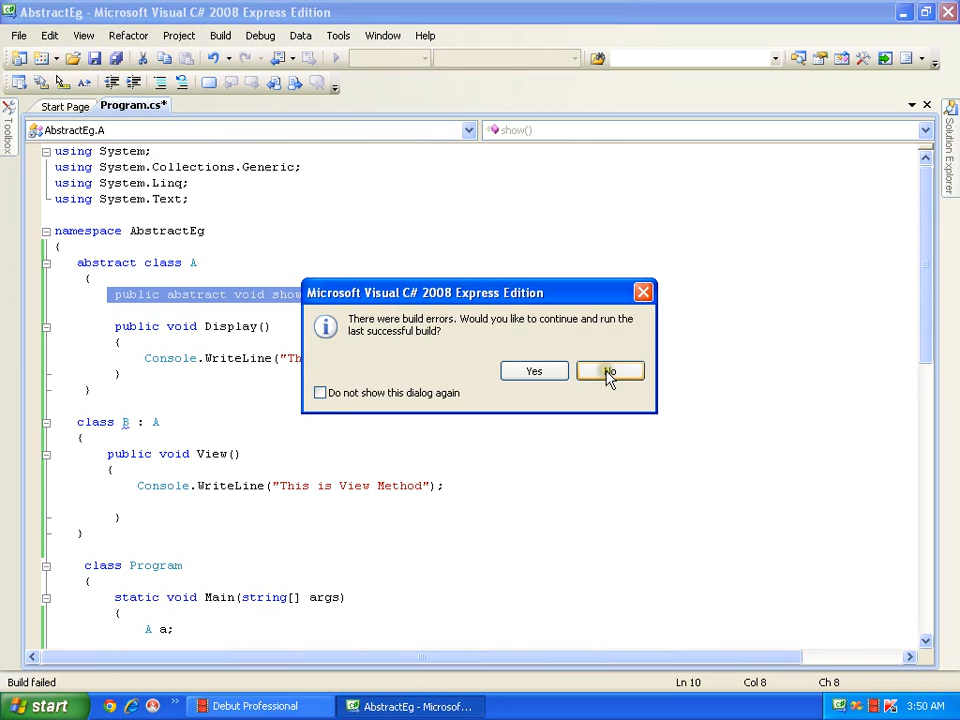 AbstractEg - Microsoft Visual C# 2008 Express Edition
File Edit View Refactor Project Build Debug Data Tools Window Help
Start Page Program.cs*
Toolbox
Solution Explorer
AbstractEg.A show()
using System;
using System.Collections.Generic;
using System.Linq;
using System.Text;
namespace AbstractEg
{
abstract class A
{
public abstract void show
public void Display()
{
Console.WriteLine("Th
}
}
class B : A
{
public void View()
{
Console.WriteLine("This is View Method");
}
}
class Program
{
static void Main(string[] args)
{
A a;
Microsoft Visual C# 2008 Express Edition
There were build errors. Would you like to continue and run the
last successful build?
Yes No
Do not show this dialog again
Build failed Ln 10 Col 8 Ch 8
start Debut Professional AbstractEg - Microsof... 3:50 AM